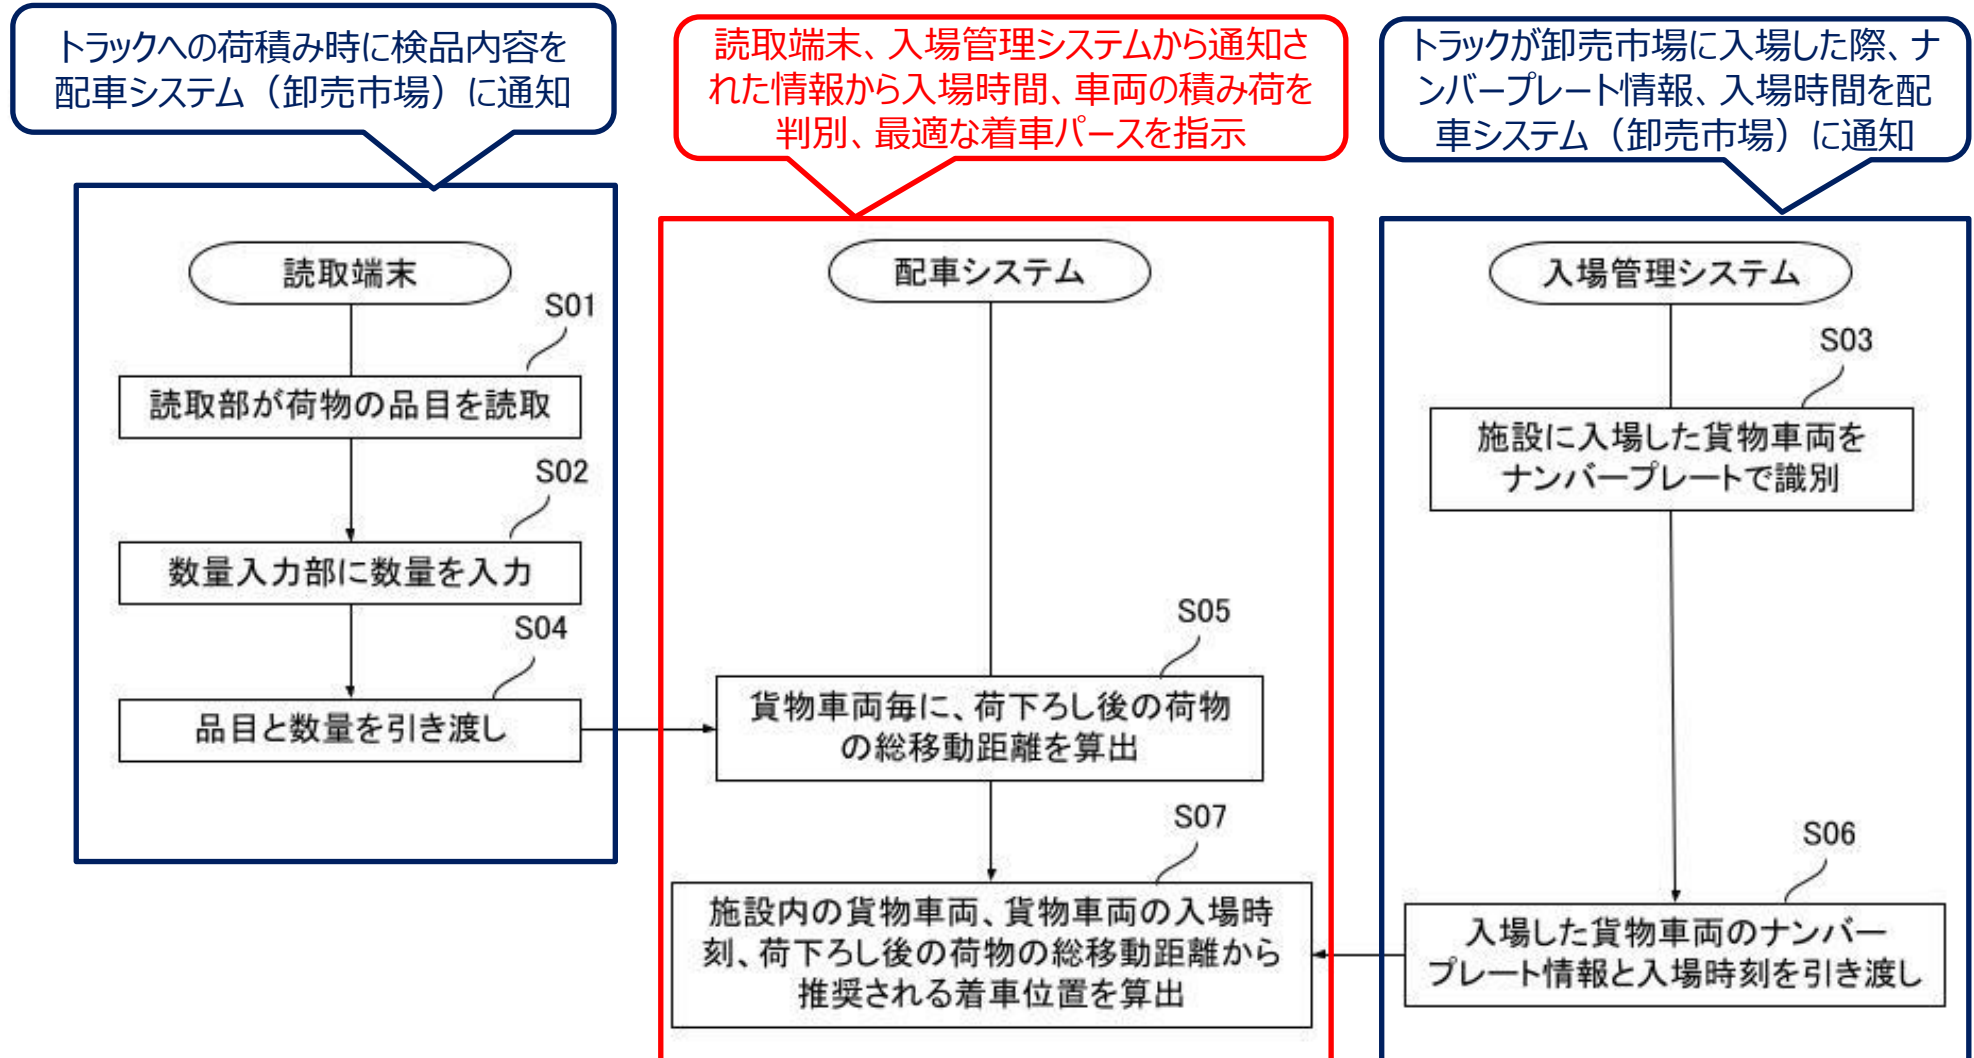 トラックへの荷積み時に検品内容を
配車システム（卸売市場）に通知
読取端末、入場管理システムから通知さ
れた情報から入場時間、車両の積み荷を
判別、最適な着車パースを指示
トラックが卸売市場に入場した際、ナ
ンバープレート情報、入場時間を配
車システム（卸売市場）に通知
読取端末
S01
読取部が荷物の品目を読取
S02
数量入力部に数量を入力
S04
品目と数量を引き渡し
配車システム
S05
貨物車両毎に、荷下ろし後の荷物
の総移動距離を算出
S07
施設内の貨物車両、貨物車両の入場時
刻、荷下ろし後の荷物の総移動距離から
推奨される着車位置を算出
入場管理システム
S03
施設に入場した貨物車両を
ナンバープレートで識別
S06
入場した貨物車両のナンバー
プレート情報と入場時刻を引き渡し